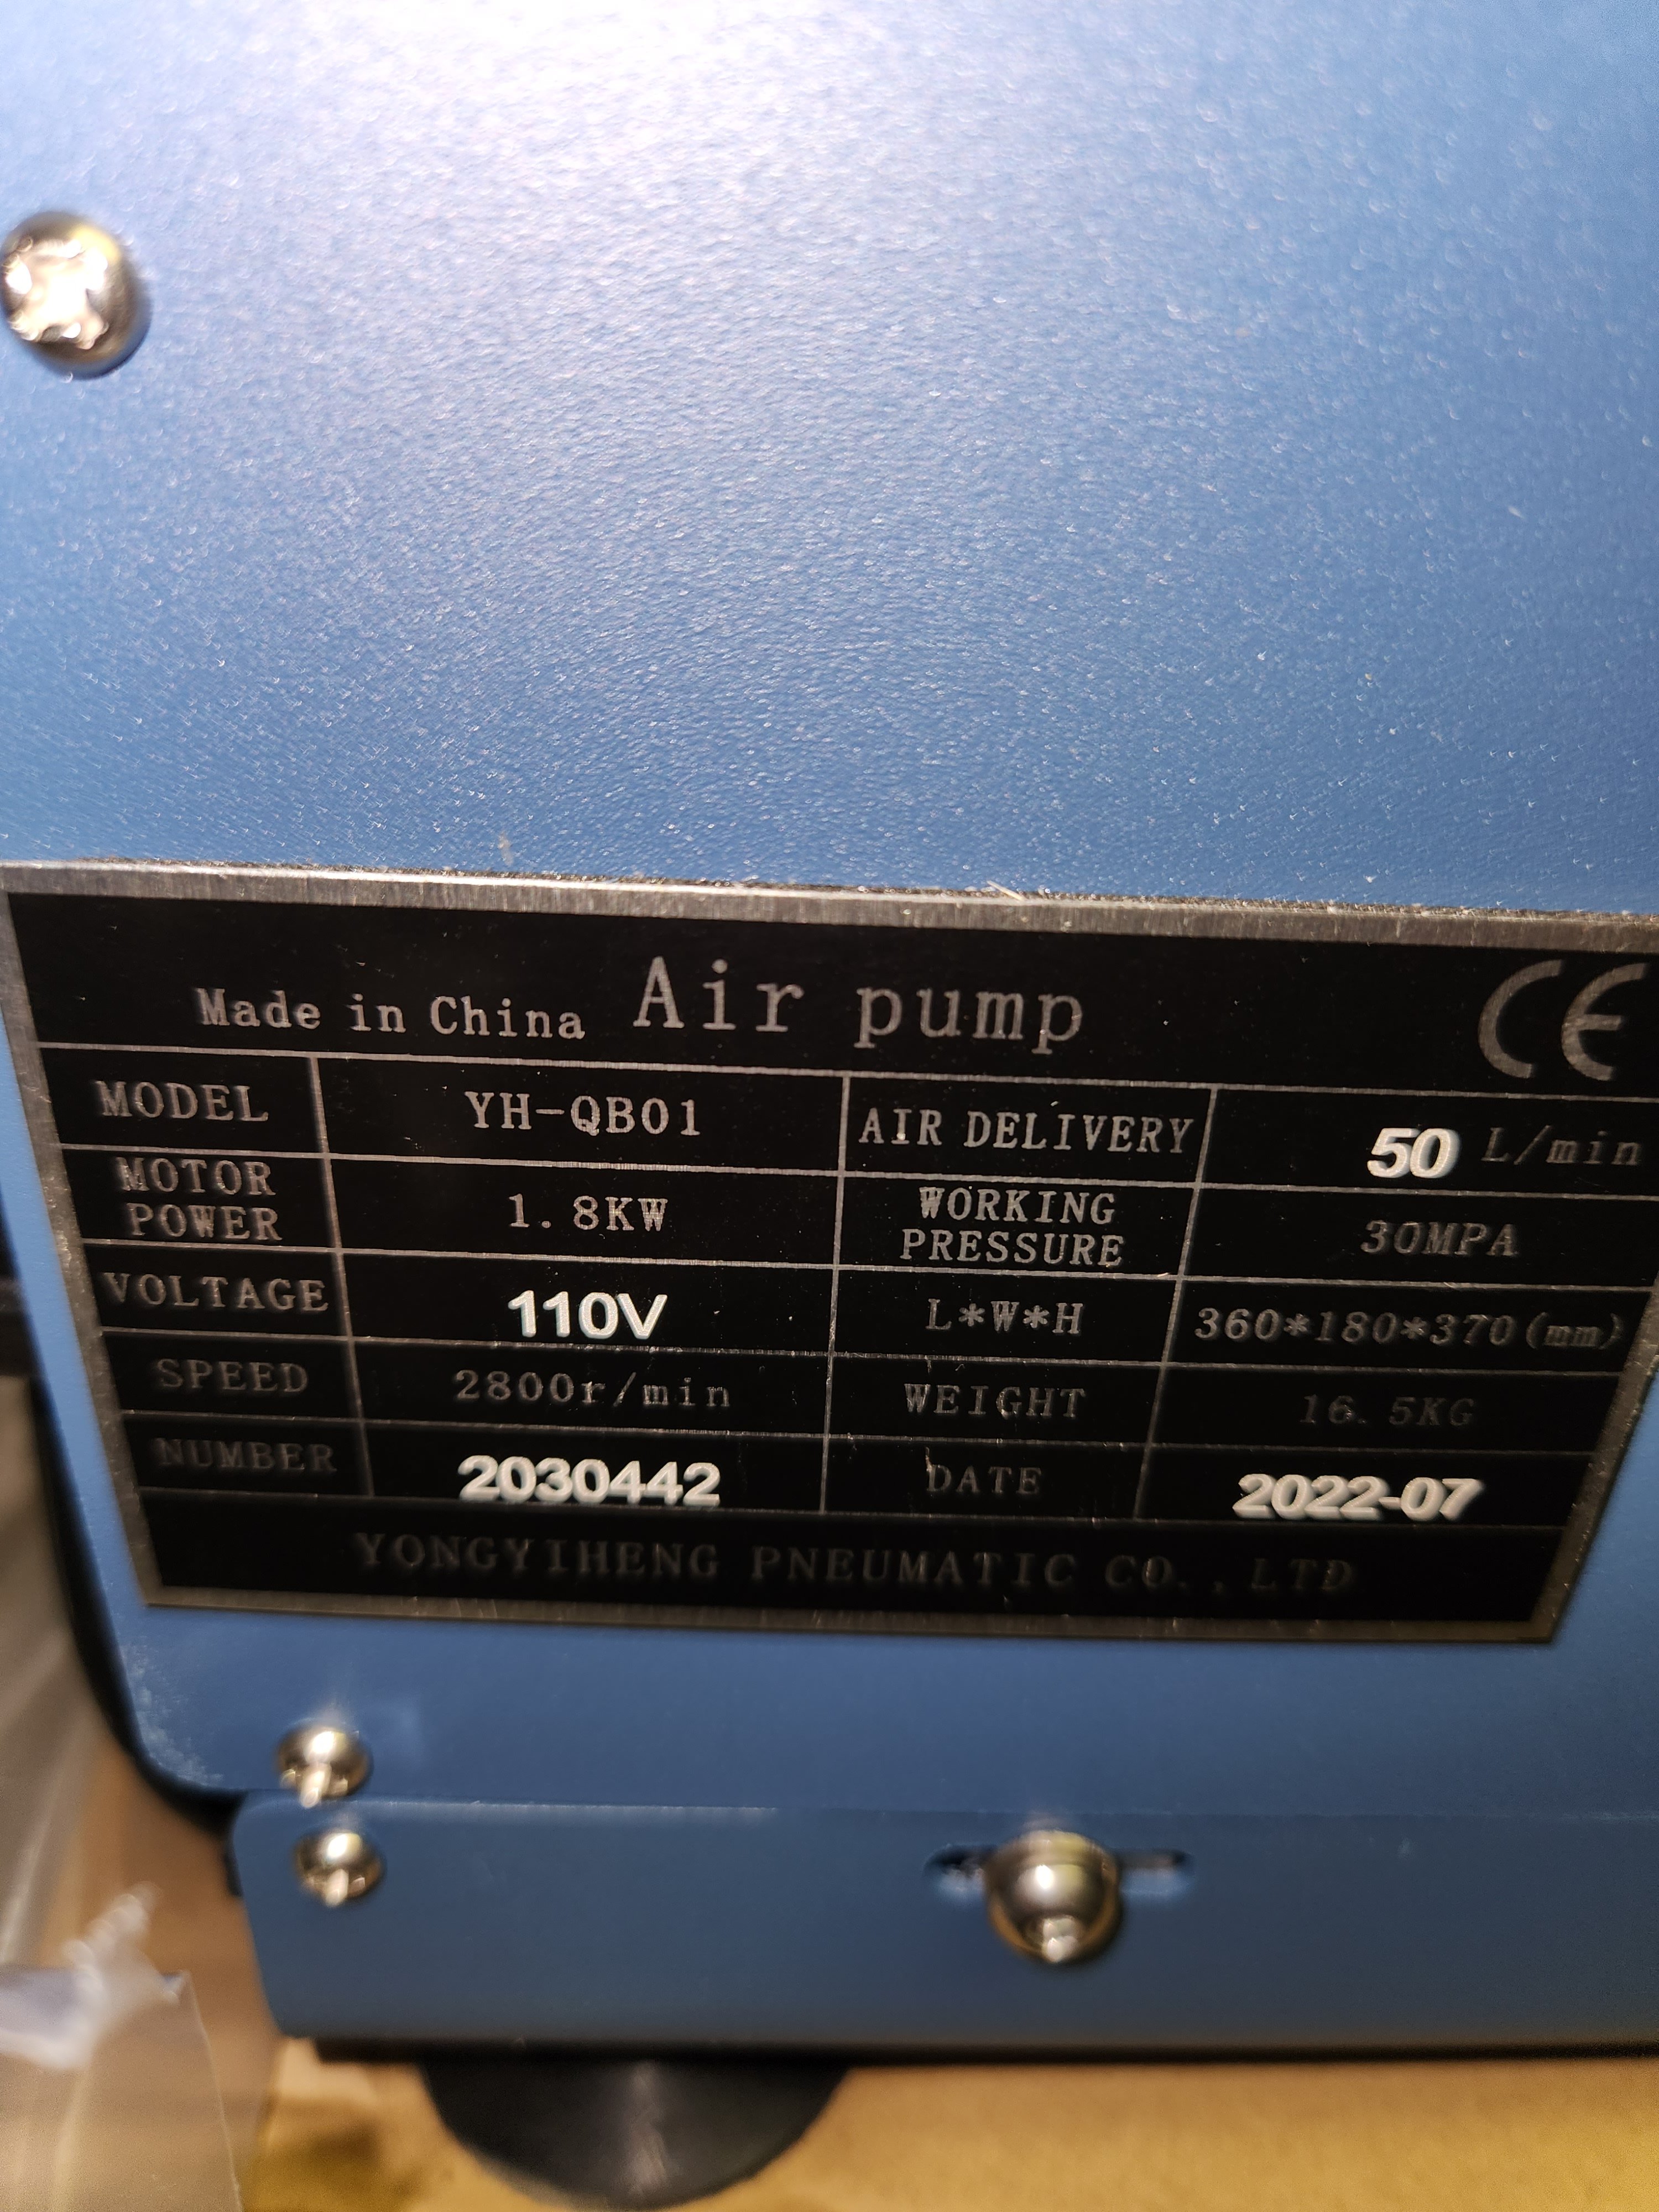 Made in China Air pump CE
MODEL YH-QB01 AIR DELIVERY 50 L/min
MOTOR POWER 1.8KW WORKING PRESSURE 30MPA
VOLTAGE 110V L*W*H 360*180*370(mm)
SPEED 2800r/min WEIGHT 16.5KG
NUMBER 2030442 DATE 2022-07
YONGYIHENG PNEUMATIC CO.,LTD